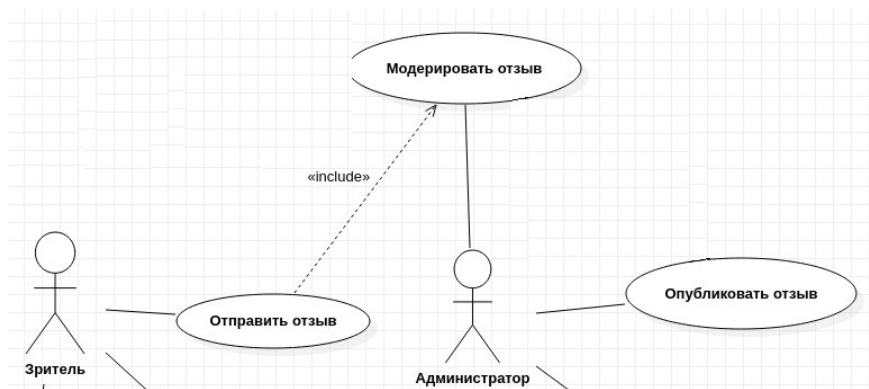 Модерировать отзыв
«include»
Отправить отзыв
Опубликовать отзыв
Зритель
Администратор